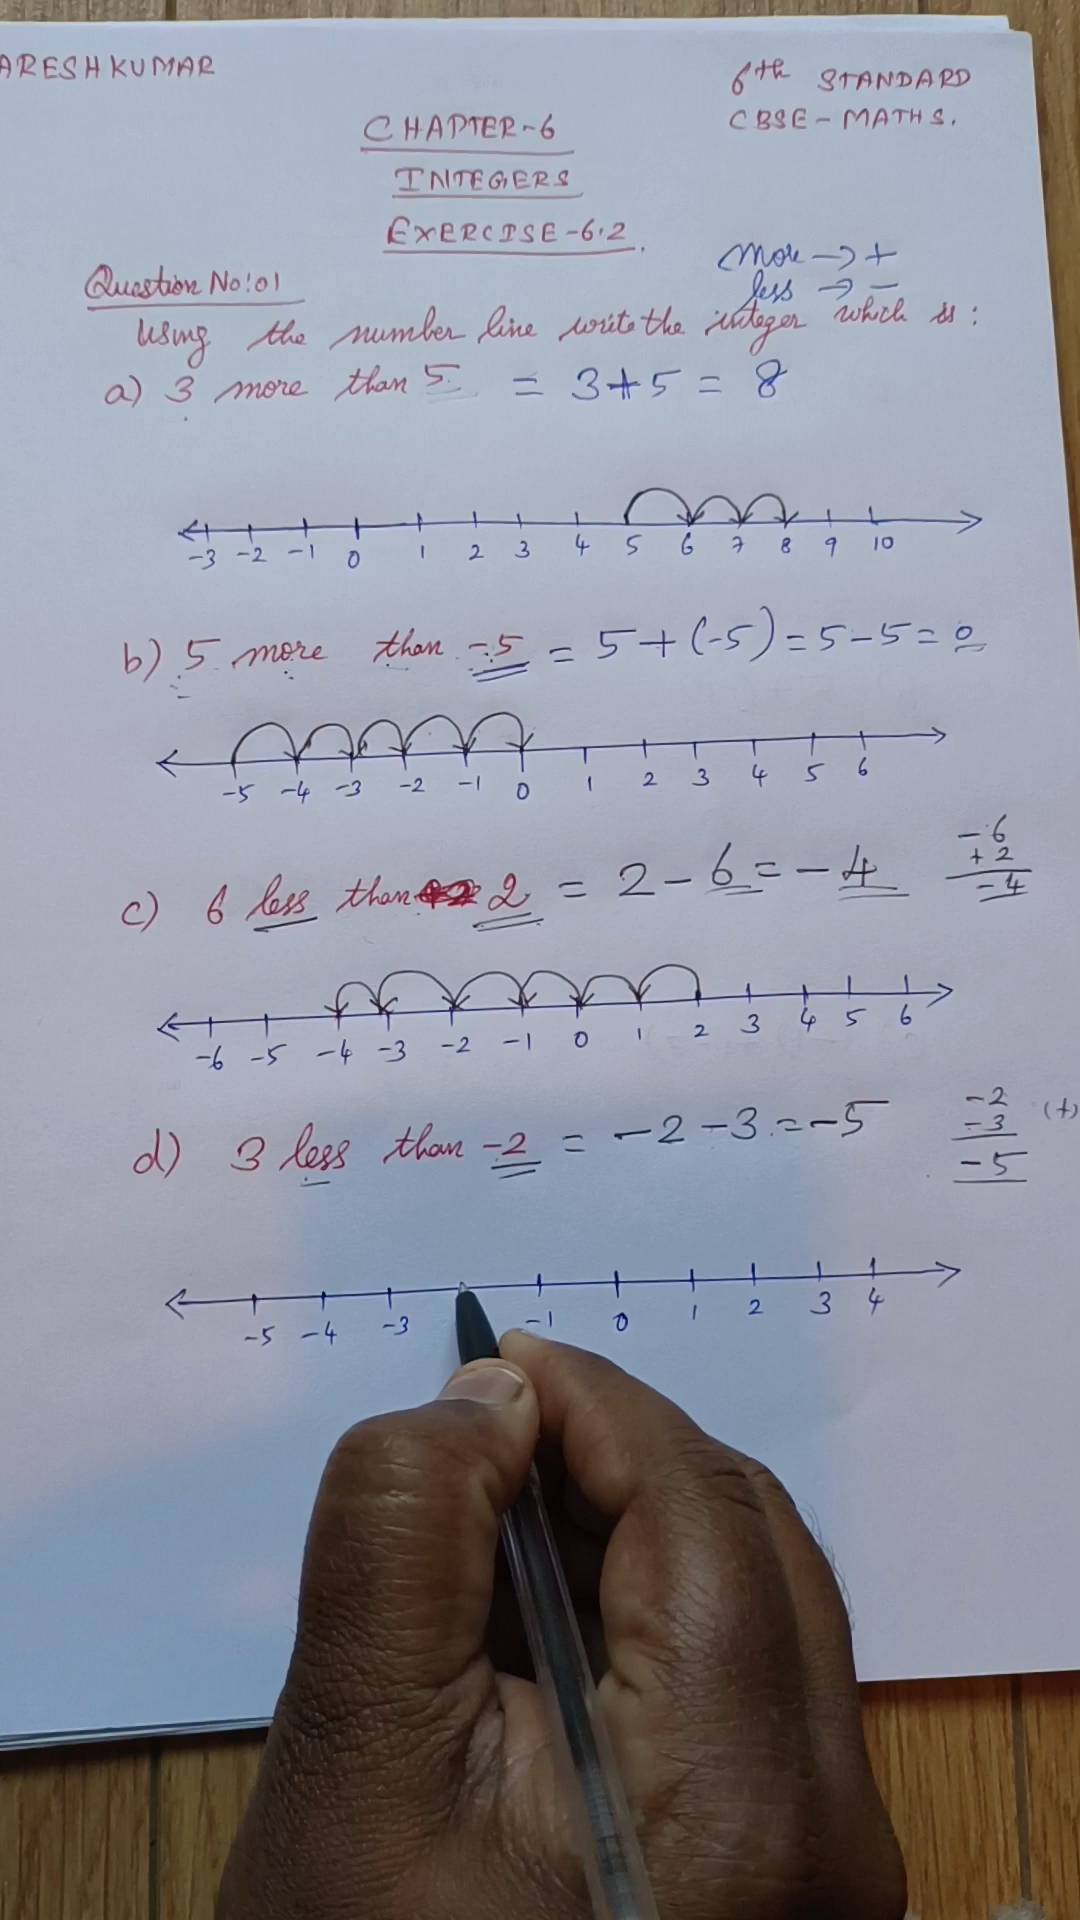 ARESHKUMAR
6th STANDARD
CBSE-MATHS.
CHAPTER-6
INTEGERS
EXERCISE-6.2.
Question No:01
More → +
less → -
Using the number line write the integer which is:
a) 3 more than 5 = 3+5 = 8
-3 -2 -1 0 1 2 3 4 5 6 7 8 9 10
b) 5 more than -5 = 5+(-5) = 5-5 = 0
-5 -4 -3 -2 -1 0 1 2 3 4 5 6
c) 6 less than 2 = 2-6 = -4
-6
+2
-4
-6 -5 -4 -3 -2 -1 0 1 2 3 4 5 6
d) 3 less than -2 = -2-3 = -5
-2
-3 (+)
-5
-5 -4 -3 -1 0 1 2 3 4